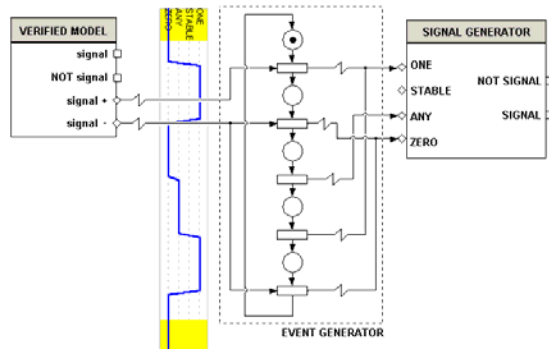 VERIFIED MODEL
signal
NOT signal
signal +
signal -
ONE
STABLE
ANY
ZERO
SIGNAL GENERATOR
ONE
STABLE
ANY
ZERO
NOT SIGNAL
SIGNAL
EVENT GENERATOR